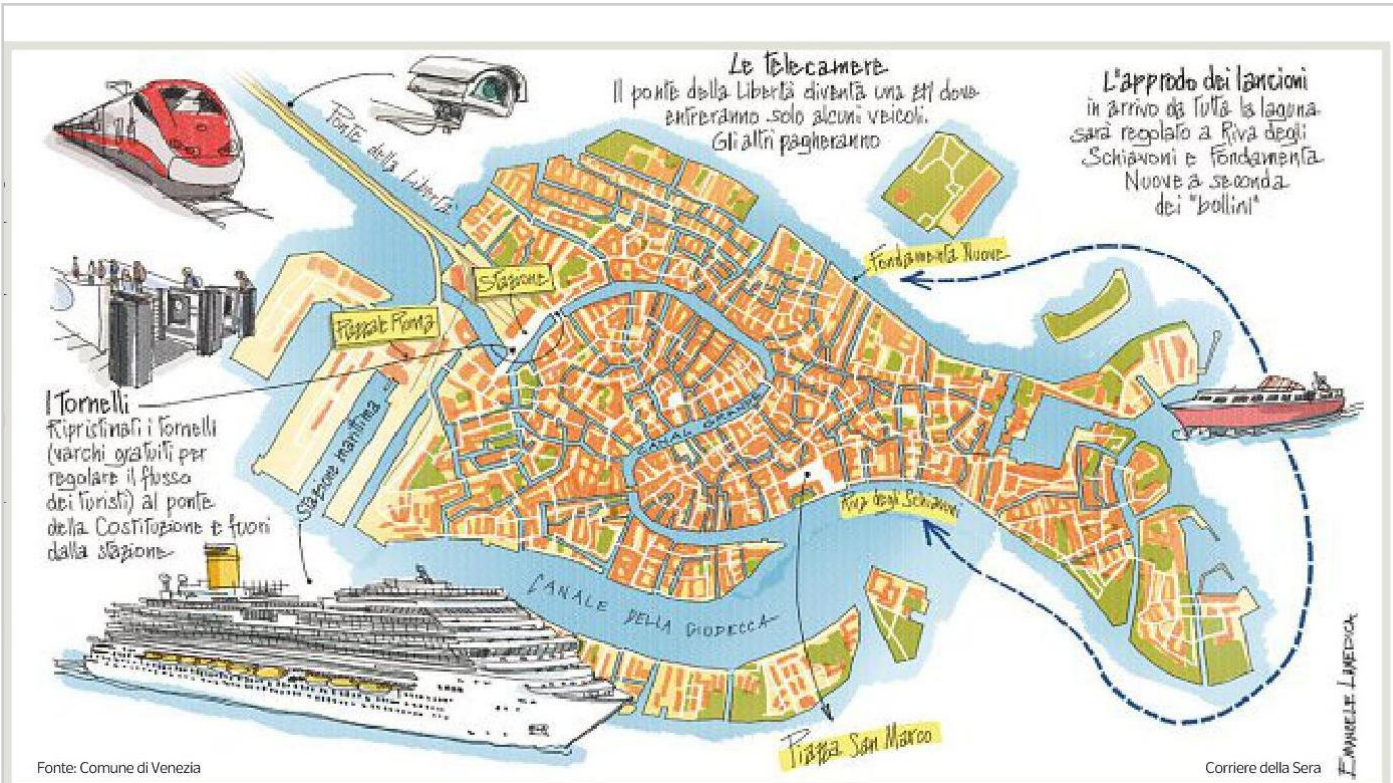 Le telecamere
Il ponte della Libertà diventa una ztl dove
entreranno solo alcuni veicoli.
Gli altri pagheranno
L'approdo dei lancioni
in arrivo da tutta la laguna
sarà regolato a Riva degli
Schiavoni e Fondamenta
Nuove a seconda
dei "bollini"
Ponte della Libertà
Fondamenta Nuove
Stazione
Piazzale Roma
I Tornelli
Ripristinati i tornelli
(varchi gratuiti per
regolare il flusso
dei turisti) al ponte
della Costituzione e fuori
dalla stazione
Stazione marittima
CANAL GRANDE
Riva degli Schiavoni
CANALE
DELLA GIUDECCA
Piazza San Marco
EMANUELE LAMEDICA
Fonte: Comune di Venezia
Corriere della Sera